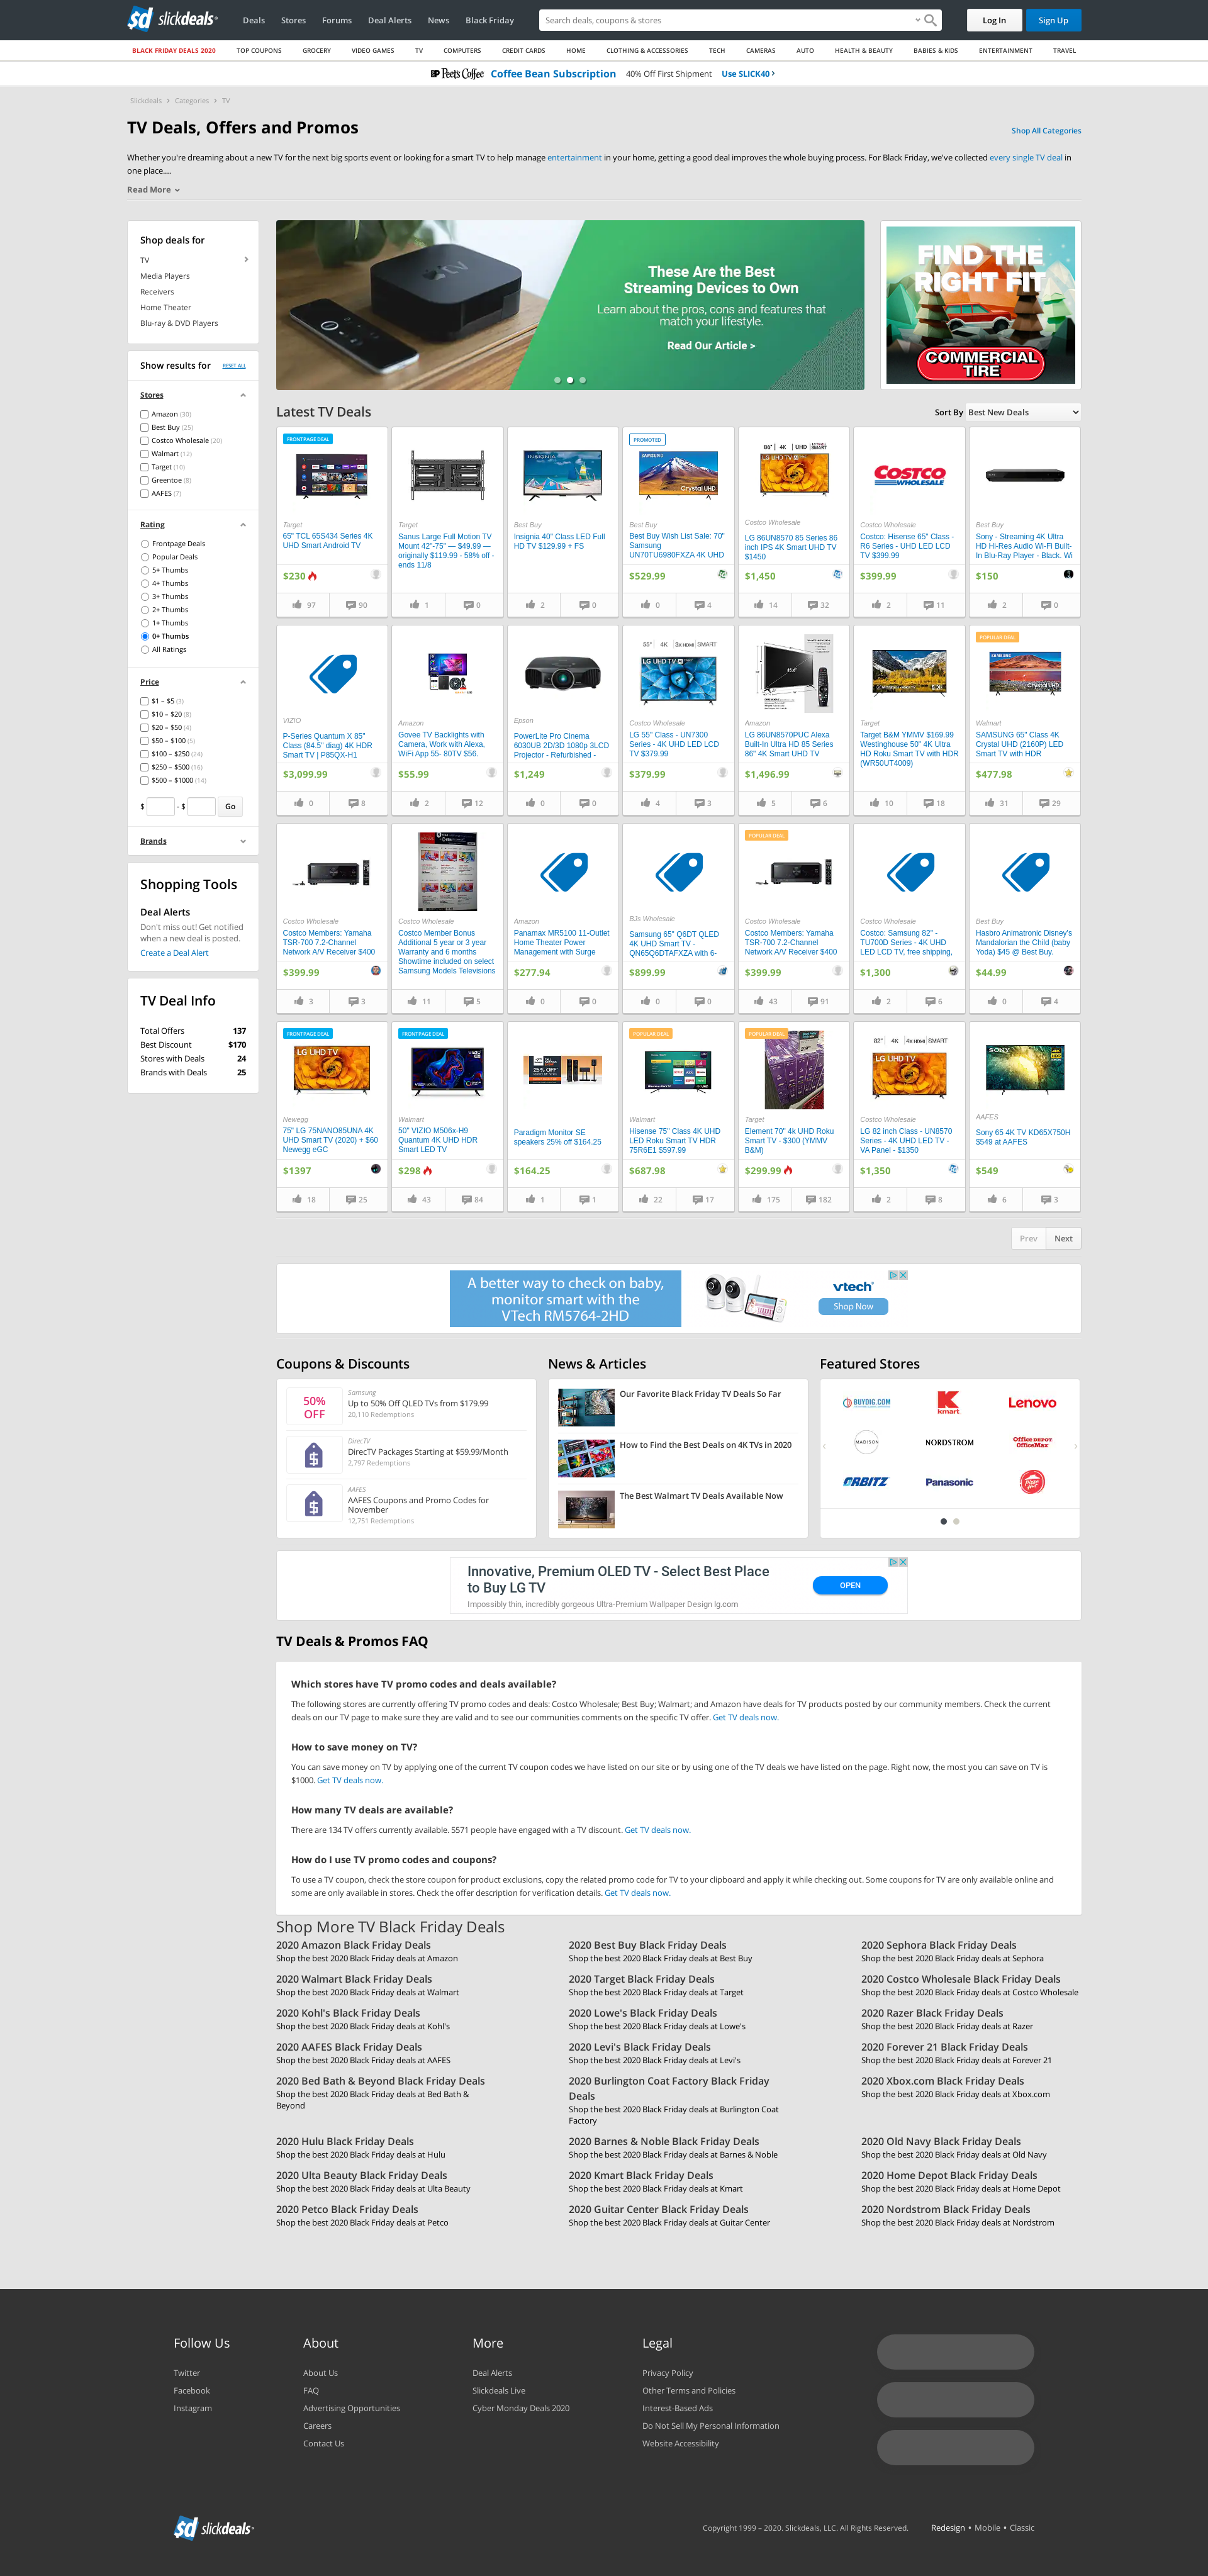 slickdeals
Deals Stores Forums Deal Alerts News Black Friday
Search deals, coupons & stores
Log In Sign Up
BLACK FRIDAY DEALS 2020 TOP COUPONS GROCERY VIDEO GAMES TV COMPUTERS CREDIT CARDS HOME CLOTHING & ACCESSORIES TECH CAMERAS AUTO HEALTH & BEAUTY BABIES & KIDS ENTERTAINMENT TRAVEL
Peet's Coffee Coffee Bean Subscription 40% Off First Shipment Use SLICK40 >
Slickdeals > Categories > TV
TV Deals, Offers and Promos
Shop All Categories
Whether you're dreaming about a new TV for the next big sports event or looking for a smart TV to help manage entertainment in your home, getting a good deal improves the whole buying process. For Black Friday, we've collected every single TV deal in
one place....
Read More
Shop deals for
TV
Media Players
Receivers
Home Theater
Blu-ray & DVD Players
Show results for RESET ALL
Stores
Amazon (30)
Best Buy (25)
Costco Wholesale (20)
Walmart (12)
Target (10)
Greentoe (8)
AAFES (7)
Rating
Frontpage Deals
Popular Deals
5+ Thumbs
4+ Thumbs
3+ Thumbs
2+ Thumbs
1+ Thumbs
0+ Thumbs
All Ratings
Price
$1 – $5 (3)
$10 – $20 (8)
$20 – $50 (4)
$50 – $100 (5)
$100 – $250 (24)
$250 – $500 (16)
$500 – $1000 (14)
$ - $ Go
Brands
Shopping Tools
Deal Alerts
Don't miss out! Get notified
when a new deal is posted.
Create a Deal Alert
TV Deal Info
Total Offers 137
Best Discount $170
Stores with Deals 24
Brands with Deals 25
tv
These Are the Best
Streaming Devices to Own
Learn about the pros, cons and features that
match your lifestyle.
Read Our Article >
FIND THE
RIGHT FIT
COMMERCIAL
TIRE
Latest TV Deals
Sort By Best New Deals
FRONTPAGE DEAL
Target
65" TCL 65S434 Series 4K
UHD Smart Android TV
$230
97 90
Target
Sanus Large Full Motion TV
Mount 42"-75" — $49.99 —
originally $119.99 - 58% off -
ends 11/8
1 0
INSIGNIA
Best Buy
Insignia 40" Class LED Full
HD TV $129.99 + FS
2 0
PROMOTED
SAMSUNG
Crystal UHD
Best Buy
Best Buy Wish List Sale: 70"
Samsung
UN70TU6980FXZA 4K UHD
$529.99
0 4
86" 4K UHD SMART
LG UHD TV
Costco Wholesale
LG 86UN8570 85 Series 86
inch IPS 4K Smart UHD TV
$1450
$1,450
14 32
COSTCO
WHOLESALE
Costco Wholesale
Costco: Hisense 65" Class -
R6 Series - UHD LED LCD
TV $399.99
$399.99
2 11
Best Buy
Sony - Streaming 4K Ultra
HD Hi-Res Audio Wi-Fi Built-
In Blu-Ray Player - Black. Wi
$150
2 0
VIZIO
P-Series Quantum X 85"
Class (84.5" diag) 4K HDR
Smart TV | P85QX-H1
$3,099.99
0 8
Amazon
Govee TV Backlights with
Camera, Work with Alexa,
WiFi App 55- 80TV $56.
$55.99
2 12
Epson
PowerLite Pro Cinema
6030UB 2D/3D 1080p 3LCD
Projector - Refurbished -
$1,249
0 0
55" 4K 3x HDMI SMART
LG UHD TV
Costco Wholesale
LG 55" Class - UN7300
Series - 4K UHD LED LCD
TV $379.99
$379.99
4 3
Amazon
LG 86UN8570PUC Alexa
Built-In Ultra HD 85 Series
86" 4K Smart UHD TV
$1,496.99
5 6
Target
Target B&M YMMV $169.99
Westinghouse 50" 4K Ultra
HD Roku Smart TV with HDR
(WR50UT4009)
10 18
POPULAR DEAL
SAMSUNG
Crystal UHD
Walmart
SAMSUNG 65" Class 4K
Crystal UHD (2160P) LED
Smart TV with HDR
$477.98
31 29
Costco Wholesale
Costco Members: Yamaha
TSR-700 7.2-Channel
Network A/V Receiver $400
$399.99
3 3
Costco Wholesale
Costco Member Bonus
Additional 5 year or 3 year
Warranty and 6 months
Showtime included on select
Samsung Models Televisions
11 5
Amazon
Panamax MR5100 11-Outlet
Home Theater Power
Management with Surge
$277.94
0 0
BJs Wholesale
Samsung 65" Q6DT QLED
4K UHD Smart TV -
QN65Q6DTAFXZA with 6-
$899.99
0 0
POPULAR DEAL
Costco Wholesale
Costco Members: Yamaha
TSR-700 7.2-Channel
Network A/V Receiver $400
$399.99
43 91
Costco Wholesale
Costco: Samsung 82" -
TU700D Series - 4K UHD
LED LCD TV, free shipping,
$1,300
2 6
Best Buy
Hasbro Animatronic Disney's
Mandalorian the Child (baby
Yoda) $45 @ Best Buy.
$44.99
0 4
FRONTPAGE DEAL
LG UHD TV
Newegg
75" LG 75NANO85UNA 4K
UHD Smart TV (2020) + $60
Newegg eGC
$1397
18 25
FRONTPAGE DEAL
Walmart
50" VIZIO M506x-H9
Quantum 4K UHD HDR
Smart LED TV
$298
43 84
25% OFF
Paradigm Monitor SE
speakers 25% off $164.25
$164.25
1 1
POPULAR DEAL
Walmart
Hisense 75" Class 4K UHD
LED Roku Smart TV HDR
75R6E1 $597.99
$687.98
22 17
POPULAR DEAL
Target
Element 70" 4k UHD Roku
Smart TV - $300 (YMMV
B&M)
$299.99
175 182
82" 4K 4x HDMI SMART
LG UHD TV
Costco Wholesale
LG 82 inch Class - UN8570
Series - 4K UHD LED TV -
VA Panel - $1350
$1,350
2 8
SONY
AAFES
Sony 65 4K TV KD65X750H
$549 at AAFES
$549
6 3
Prev Next
A better way to check on baby,
monitor smart with the
VTech RM5764-2HD
vtech
Shop Now
Coupons & Discounts
50%
OFF
Samsung
Up to 50% Off QLED TVs from $179.99
20,110 Redemptions
DirecTV
DirecTV Packages Starting at $59.99/Month
2,797 Redemptions
AAFES
AAFES Coupons and Promo Codes for
November
12,751 Redemptions
News & Articles
Our Favorite Black Friday TV Deals So Far
How to Find the Best Deals on 4K TVs in 2020
The Best Walmart TV Deals Available Now
Featured Stores
BUYDIG.COM kmart Lenovo
MADISON NORDSTROM Office DEPOT OfficeMax
ORBITZ Panasonic Pizza Hut
Innovative, Premium OLED TV - Select Best Place
to Buy LG TV
Impossibly thin, incredibly gorgeous Ultra-Premium Wallpaper Design lg.com
OPEN
TV Deals & Promos FAQ
Which stores have TV promo codes and deals available?
The following stores are currently offering TV promo codes and deals: Costco Wholesale; Best Buy; Walmart; and Amazon have deals for TV products posted by our community members. Check the current
deals on our TV page to make sure they are valid and to see our communities comments on the specific TV offer. Get TV deals now.
How to save money on TV?
You can save money on TV by applying one of the current TV coupon codes we have listed on our site or by using one of the TV deals we have listed on the page. Right now, the most you can save on TV is
$1000. Get TV deals now.
How many TV deals are available?
There are 134 TV offers currently available. 5571 people have engaged with a TV discount. Get TV deals now.
How do I use TV promo codes and coupons?
To use a TV coupon, check the store coupon for product exclusions, copy the related promo code for TV to your clipboard and apply it while checking out. Some coupons for TV are only available online and
some are only available in stores. Check the offer description for verification details. Get TV deals now.
Shop More TV Black Friday Deals
2020 Amazon Black Friday Deals
Shop the best 2020 Black Friday deals at Amazon
2020 Best Buy Black Friday Deals
Shop the best 2020 Black Friday deals at Best Buy
2020 Sephora Black Friday Deals
Shop the best 2020 Black Friday deals at Sephora
2020 Walmart Black Friday Deals
Shop the best 2020 Black Friday deals at Walmart
2020 Target Black Friday Deals
Shop the best 2020 Black Friday deals at Target
2020 Costco Wholesale Black Friday Deals
Shop the best 2020 Black Friday deals at Costco Wholesale
2020 Kohl's Black Friday Deals
Shop the best 2020 Black Friday deals at Kohl's
2020 Lowe's Black Friday Deals
Shop the best 2020 Black Friday deals at Lowe's
2020 Razer Black Friday Deals
Shop the best 2020 Black Friday deals at Razer
2020 AAFES Black Friday Deals
Shop the best 2020 Black Friday deals at AAFES
2020 Levi's Black Friday Deals
Shop the best 2020 Black Friday deals at Levi's
2020 Forever 21 Black Friday Deals
Shop the best 2020 Black Friday deals at Forever 21
2020 Bed Bath & Beyond Black Friday Deals
Shop the best 2020 Black Friday deals at Bed Bath &
Beyond
2020 Burlington Coat Factory Black Friday
Deals
Shop the best 2020 Black Friday deals at Burlington Coat
Factory
2020 Xbox.com Black Friday Deals
Shop the best 2020 Black Friday deals at Xbox.com
2020 Hulu Black Friday Deals
Shop the best 2020 Black Friday deals at Hulu
2020 Barnes & Noble Black Friday Deals
Shop the best 2020 Black Friday deals at Barnes & Noble
2020 Old Navy Black Friday Deals
Shop the best 2020 Black Friday deals at Old Navy
2020 Ulta Beauty Black Friday Deals
Shop the best 2020 Black Friday deals at Ulta Beauty
2020 Kmart Black Friday Deals
Shop the best 2020 Black Friday deals at Kmart
2020 Home Depot Black Friday Deals
Shop the best 2020 Black Friday deals at Home Depot
2020 Petco Black Friday Deals
Shop the best 2020 Black Friday deals at Petco
2020 Guitar Center Black Friday Deals
Shop the best 2020 Black Friday deals at Guitar Center
2020 Nordstrom Black Friday Deals
Shop the best 2020 Black Friday deals at Nordstrom
Follow Us
Twitter
Facebook
Instagram
About
About Us
FAQ
Advertising Opportunities
Careers
Contact Us
More
Deal Alerts
Slickdeals Live
Cyber Monday Deals 2020
Legal
Privacy Policy
Other Terms and Policies
Interest-Based Ads
Do Not Sell My Personal Information
Website Accessibility
slickdeals
Copyright 1999 – 2020. Slickdeals, LLC. All Rights Reserved. Redesign • Mobile • Classic